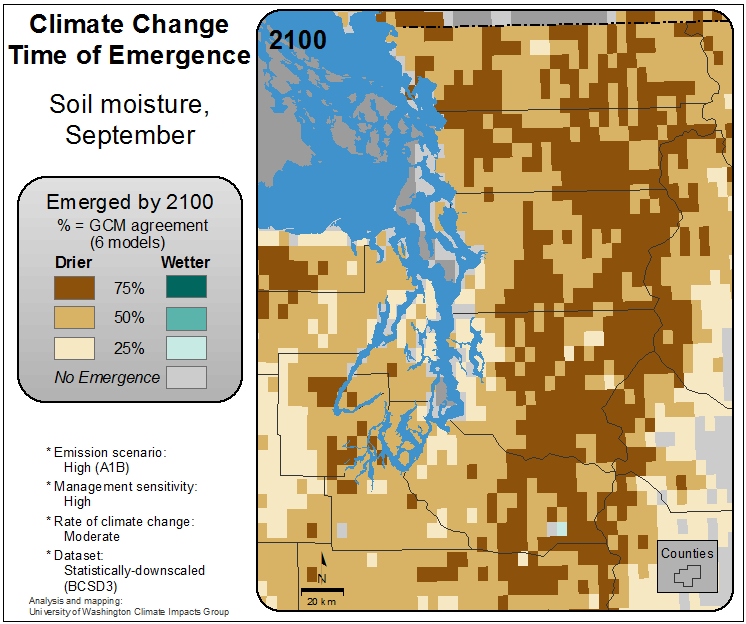 Climate Change
Time of Emergence
Soil moisture,
September
Emerged by 2100
% = GCM agreement
(6 models)
Drier Wetter
75%
50%
25%
No Emergence
* Emission scenario:
High (A1B)
* Management sensitivity:
High
* Rate of climate change:
Moderate
* Dataset:
Statistically-downscaled
(BCSD3)
Analysis and mapping:
University of Washington Climate Impacts Group
2100
N
20 km
Counties